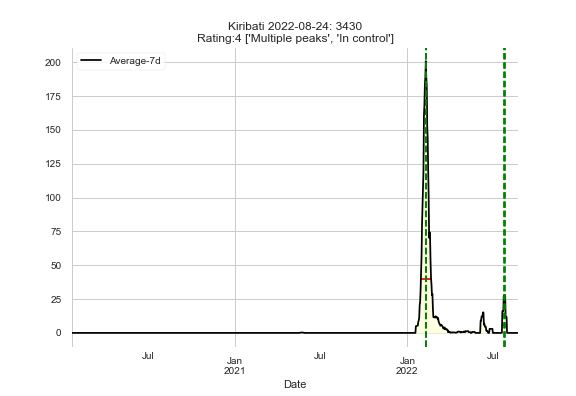 Kiribati 2022-08-24: 3430
Rating:4 ['Multiple peaks', 'In control']
Average-7d
200
175
150
125
100
75
50
25
0
Jul
Jan
2021
Jul
Jan
2022
Jul
Date